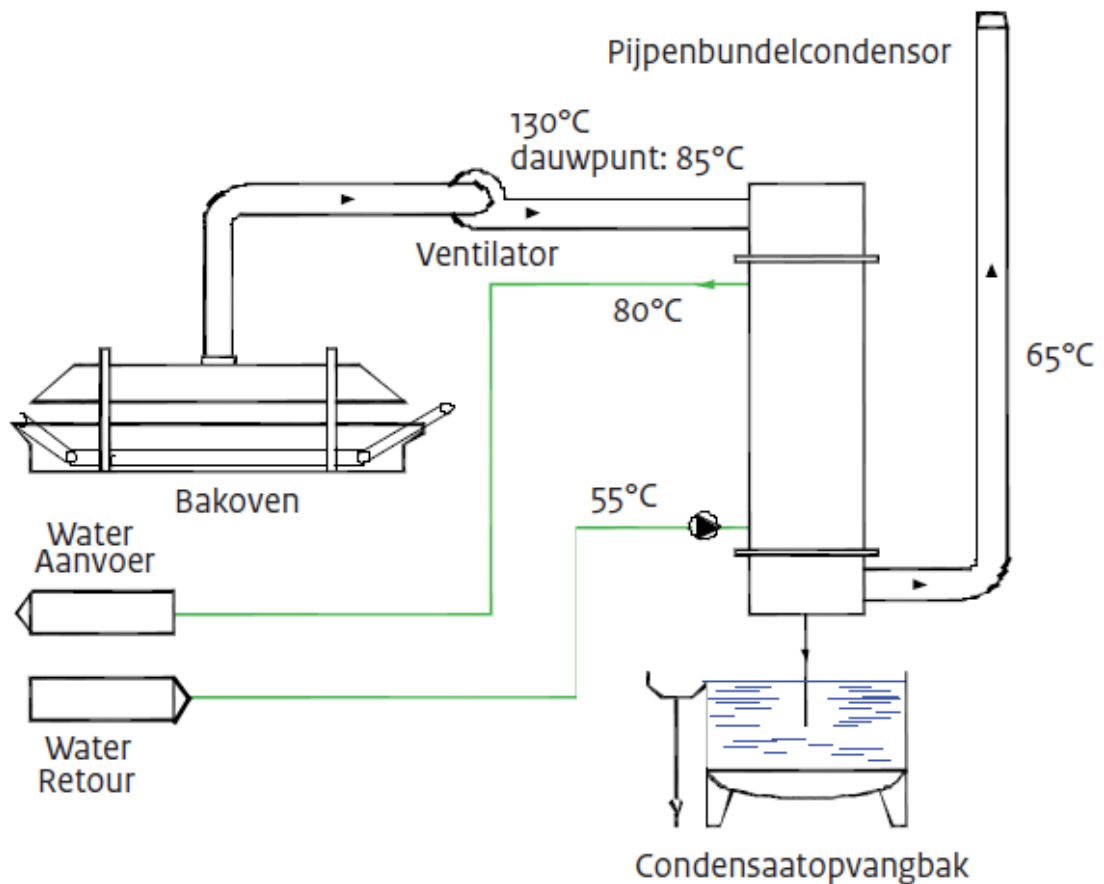 Pijpenbundelcondensor
130°C
dauwpunt: 85°C
Ventilator
80°C
65°C
Bakoven
55°C
Water
Aanvoer
Water
Retour
Condensaatopvangbak